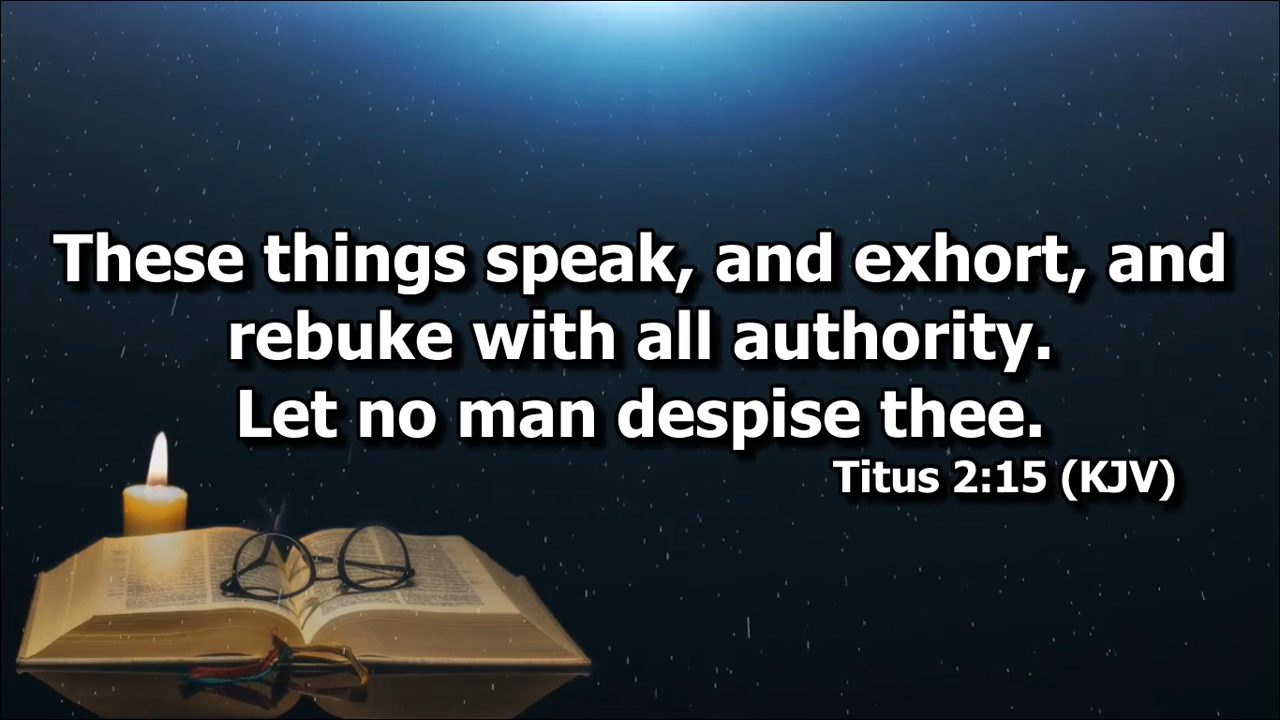 These things speak, and exhort, and
rebuke with all authority.
Let no man despise thee.
Titus 2:15 (KJV)